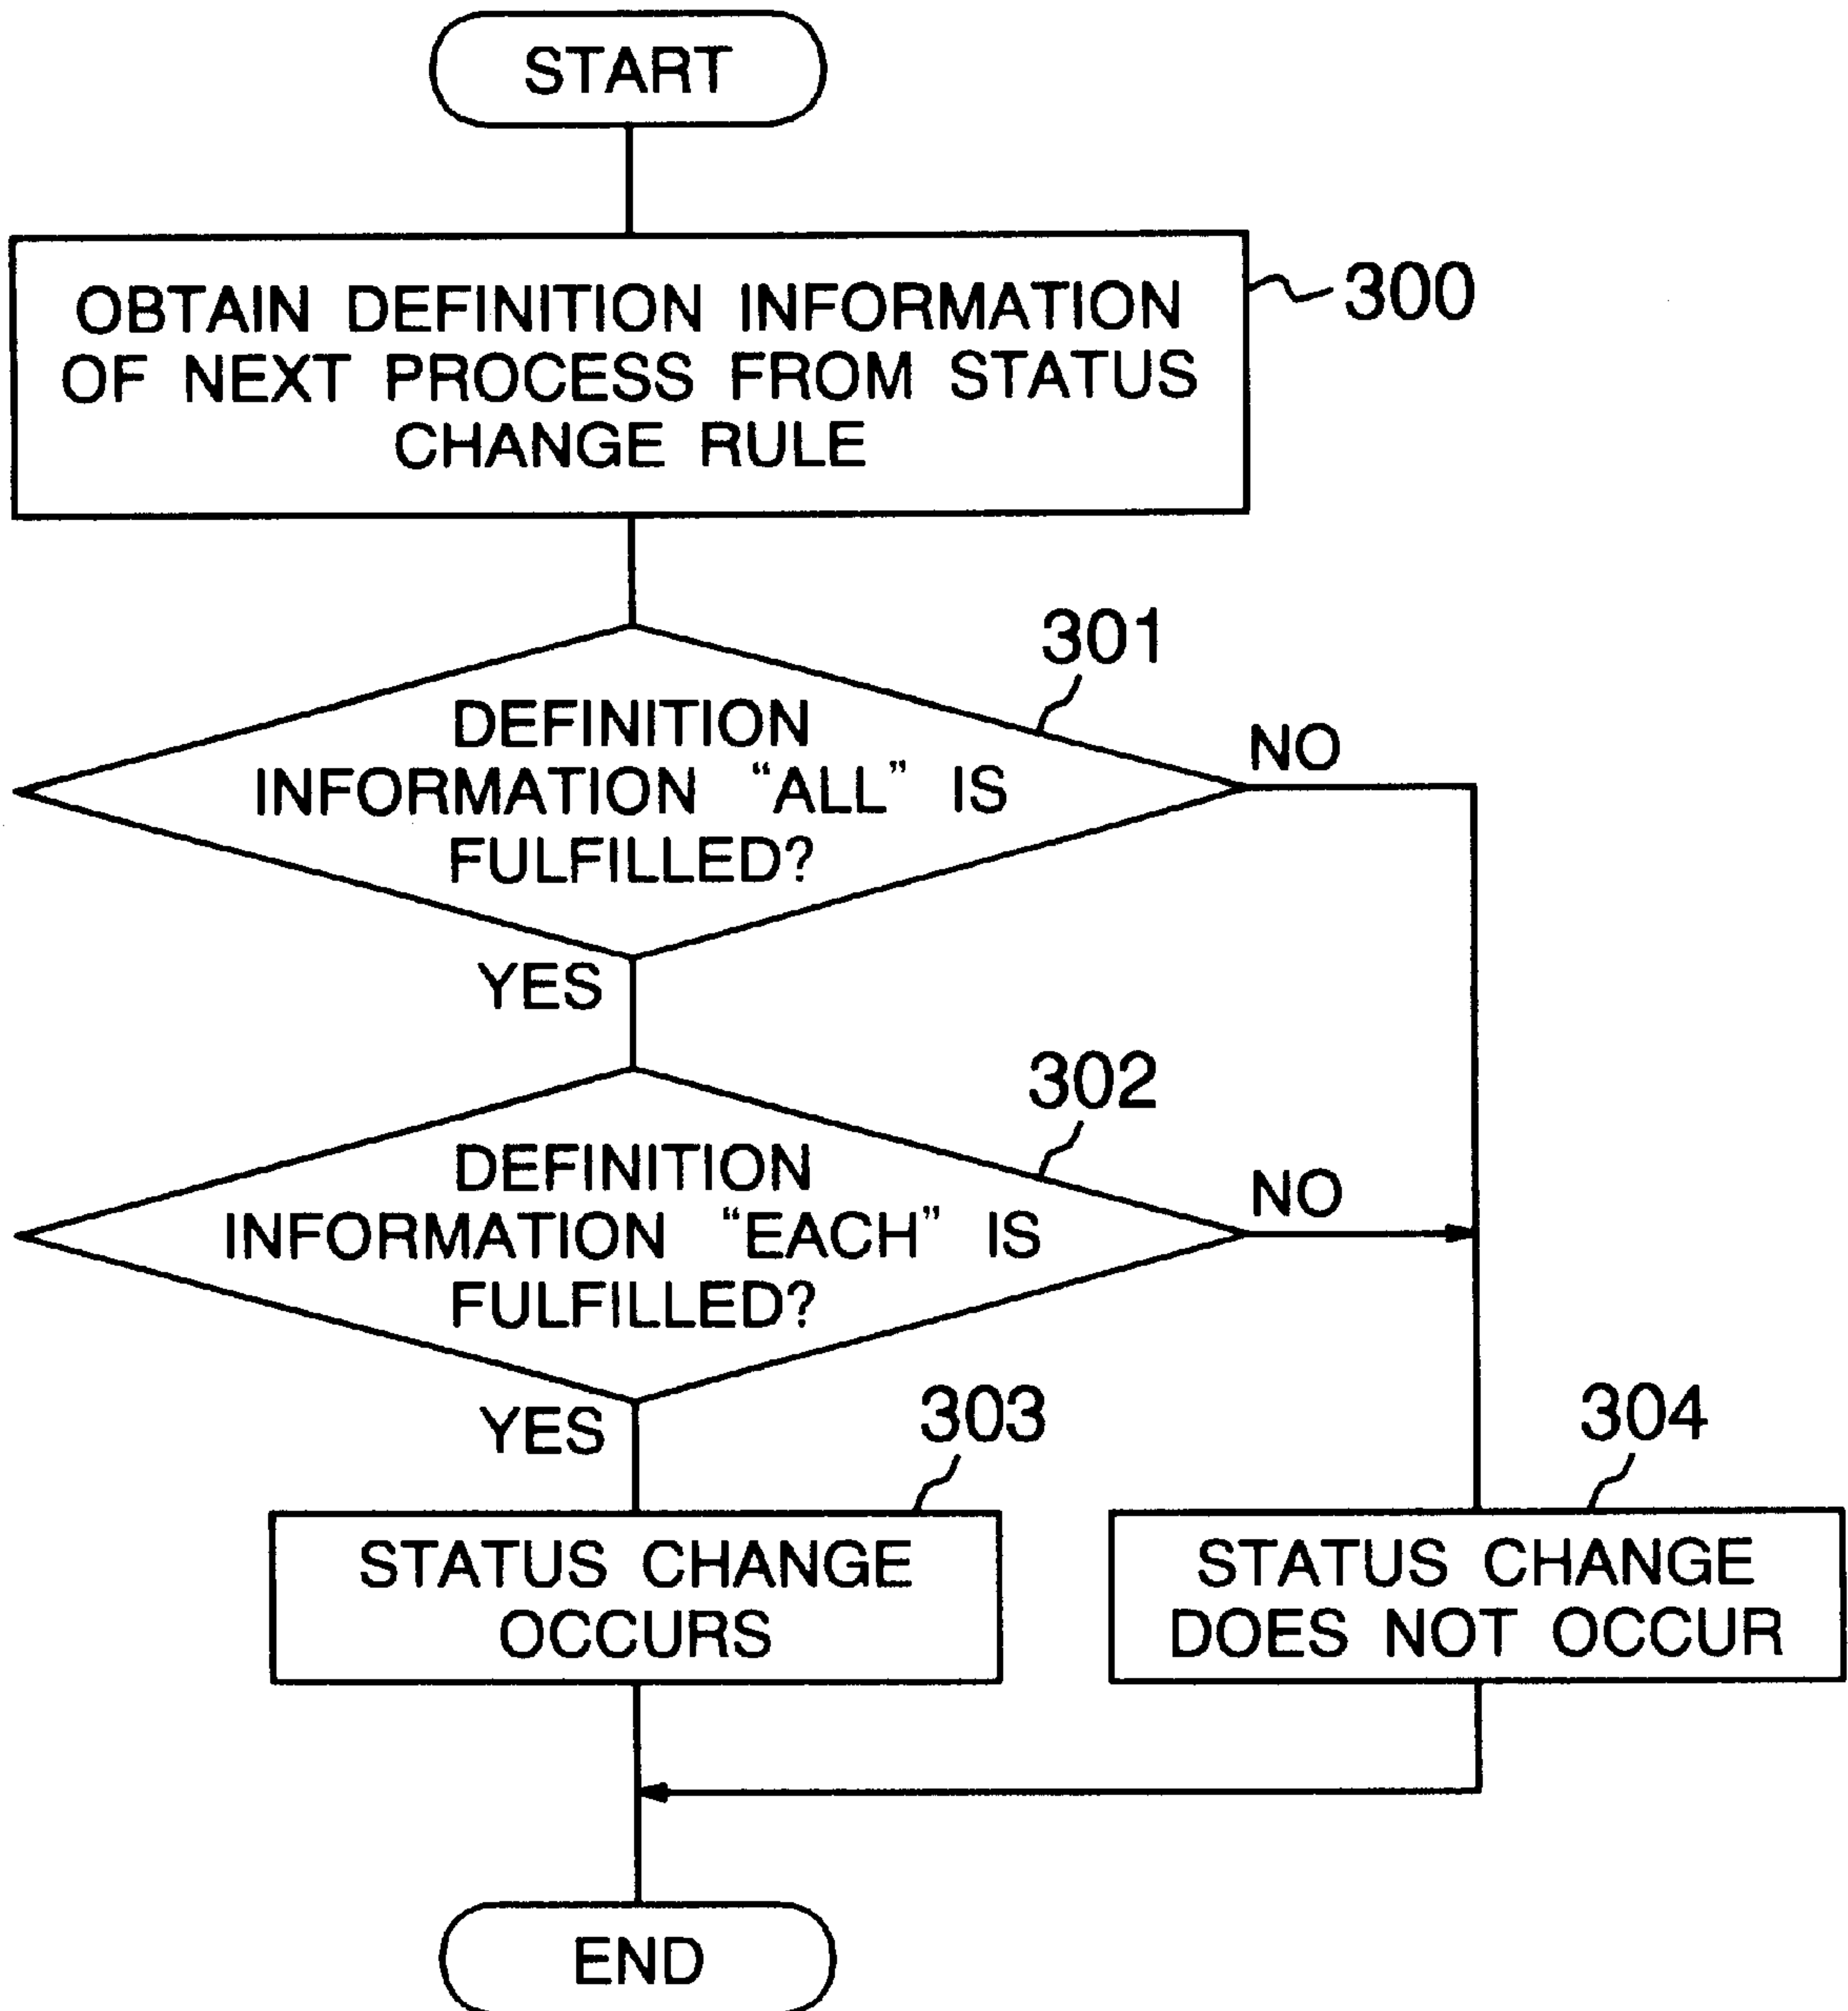 START
OBTAIN DEFINITION INFORMATION
OF NEXT PROCESS FROM STATUS
CHANGE RULE
300
301
DEFINITION
INFORMATION “ALL” IS
FULFILLED?
NO
YES
302
DEFINITION
INFORMATION “EACH” IS
FULFILLED?
NO
YES
303
STATUS CHANGE
OCCURS
304
STATUS CHANGE
DOES NOT OCCUR
END